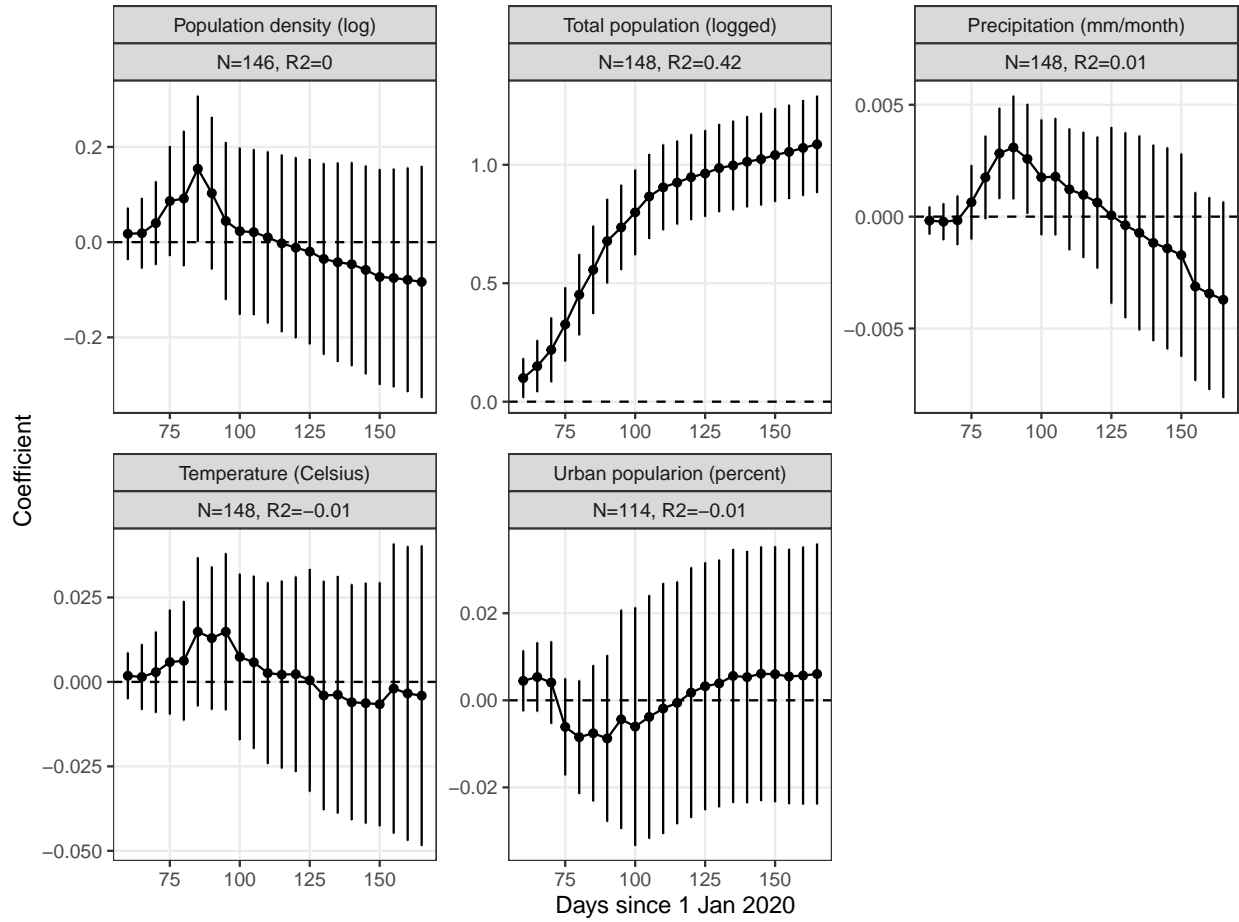 Population density (log)
N=146, R2=0
Total population (logged)
N=148, R2=0.42
Precipitation (mm/month)
N=148, R2=0.01
0.2
0.0
−0.2
75 100 125 150
1.0
0.5
0.0
75 100 125 150
0.005
0.000
−0.005
75 100 125 150
Coefficient
Temperature (Celsius)
N=148, R2=−0.01
Urban popularion (percent)
N=114, R2=−0.01
0.025
0.000
−0.025
−0.050
75 100 125 150
0.02
0.00
−0.02
75 100 125 150
Days since 1 Jan 2020